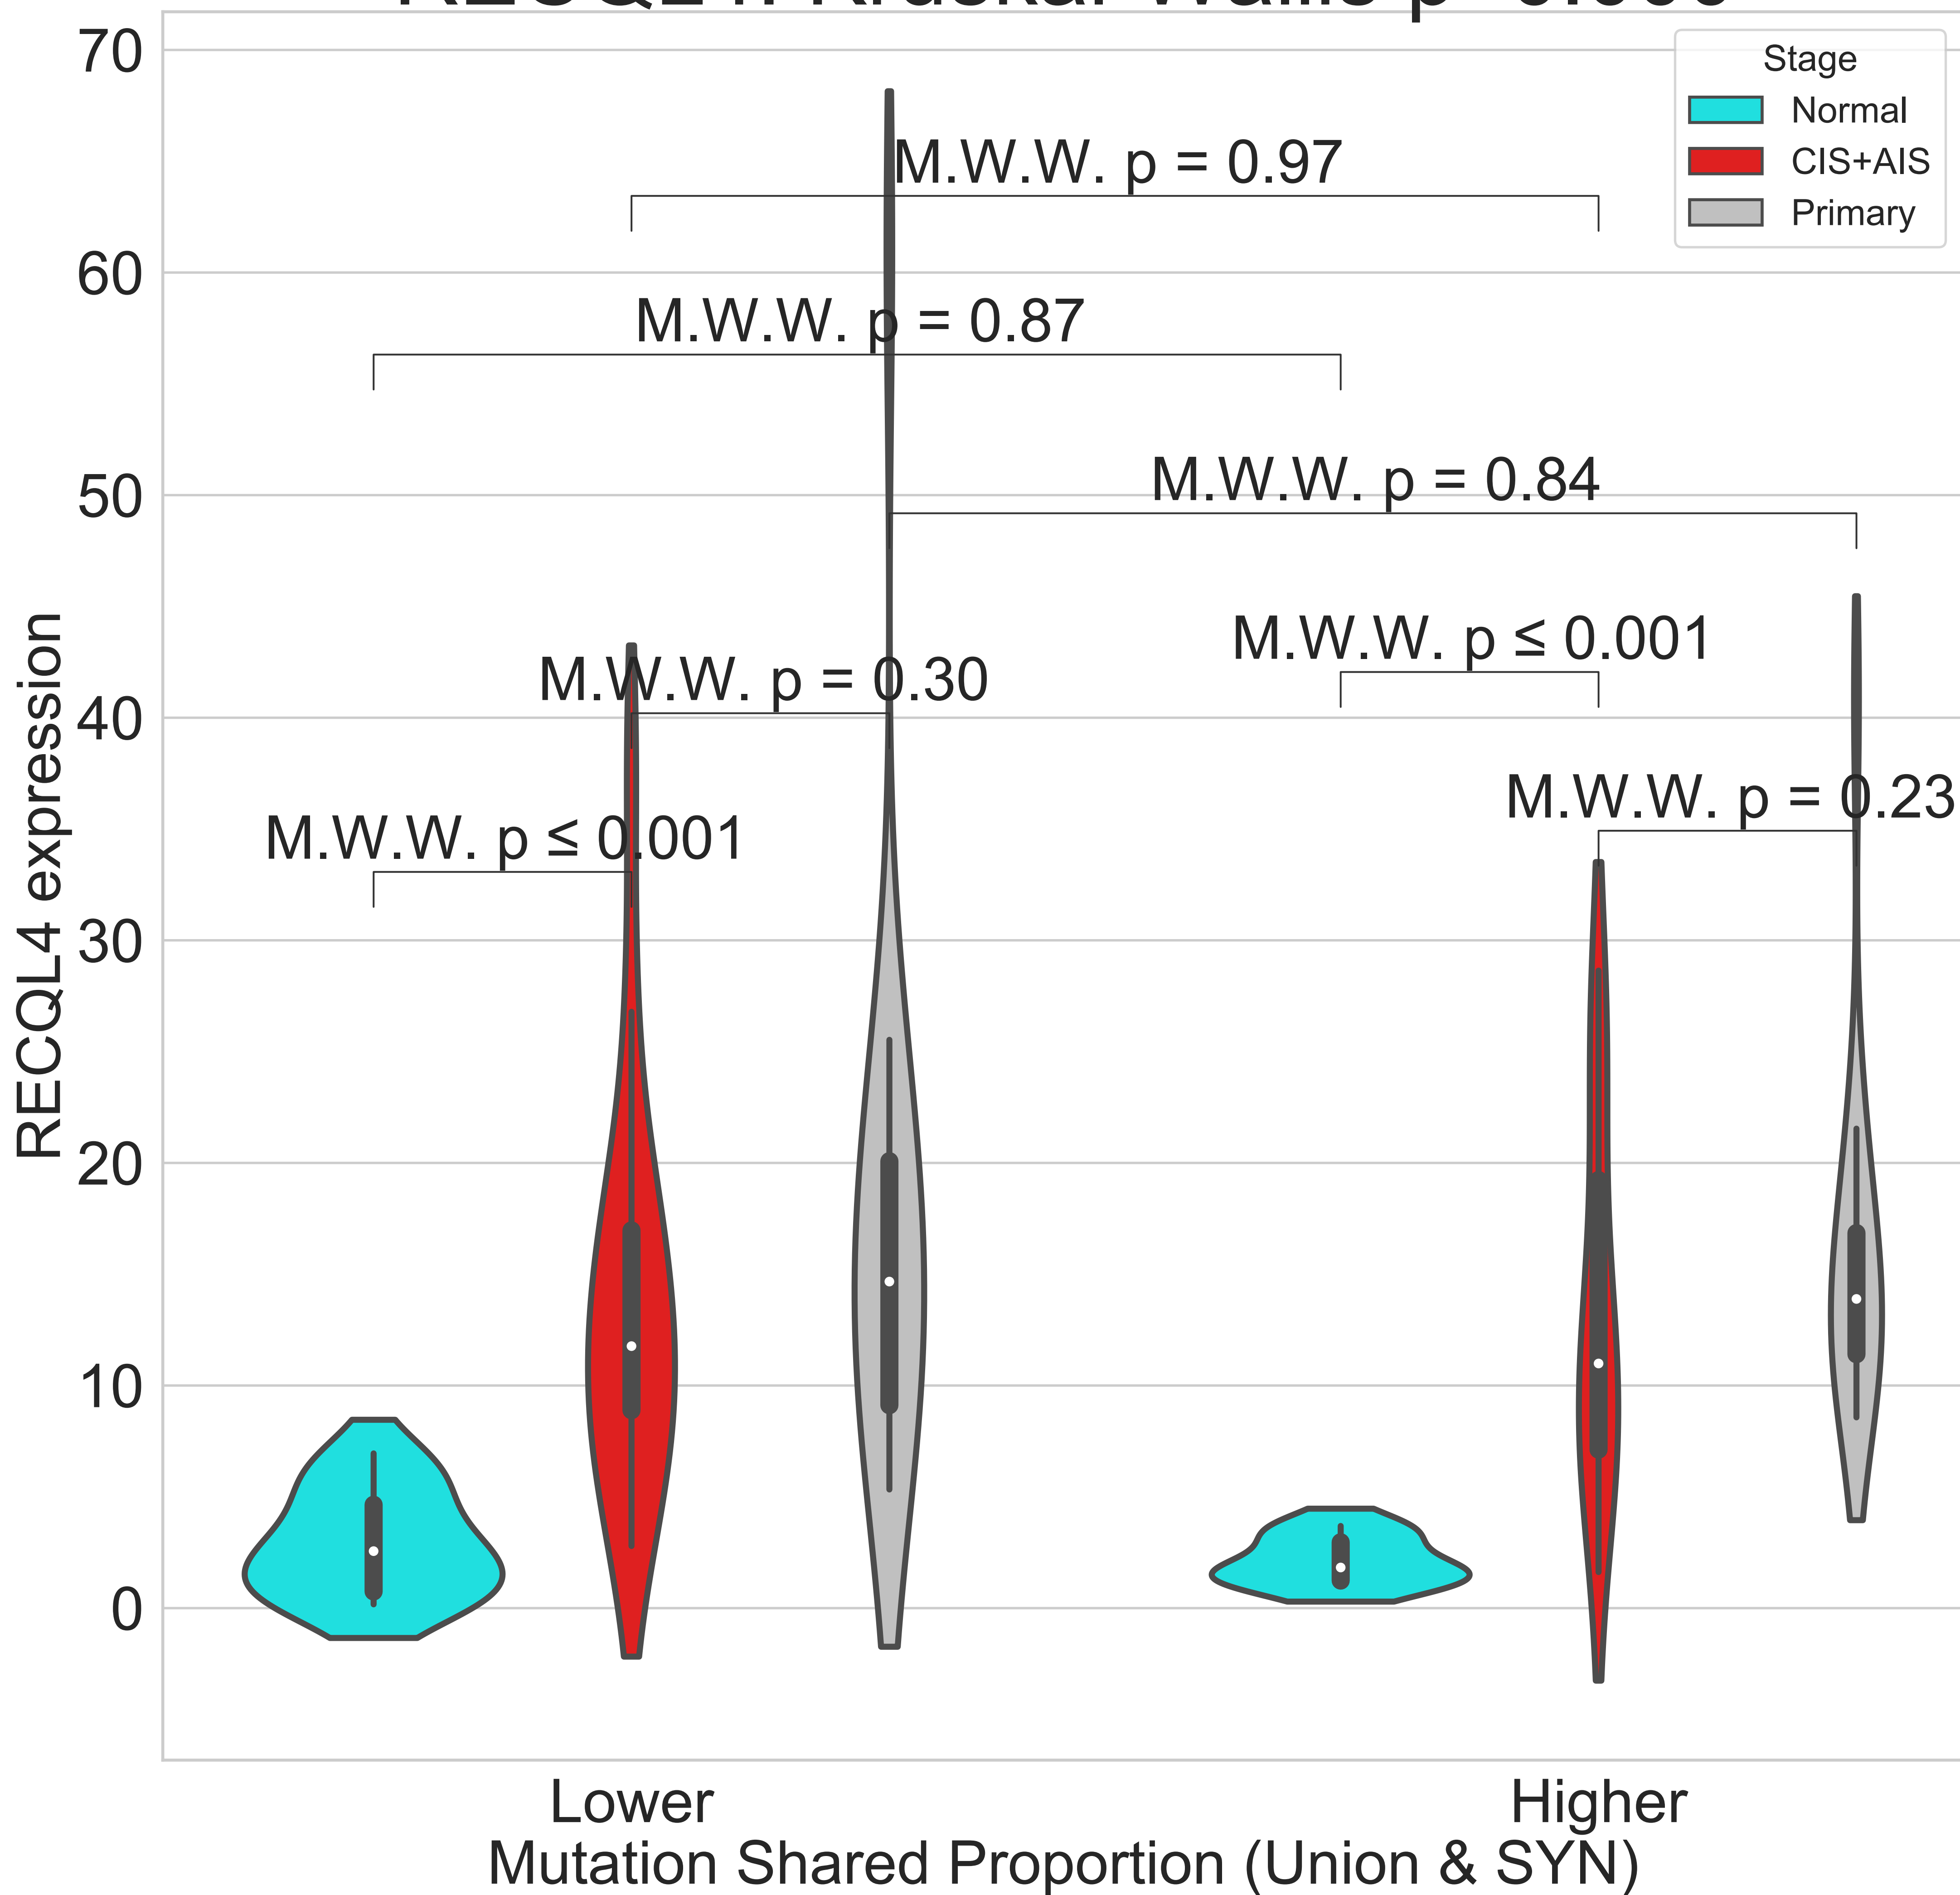 70
60
50
40
30
20
10
0
RECQL4 expression
Stage
Normal
CIS+AIS
Primary
M.W.W. p = 0.97
M.W.W. p = 0.87
M.W.W. p = 0.84
M.W.W. p ≤ 0.001
M.W.W. p = 0.30
M.W.W. p = 0.23
M.W.W. p ≤ 0.001
Lower
Higher
Mutation Shared Proportion (Union & SYN)